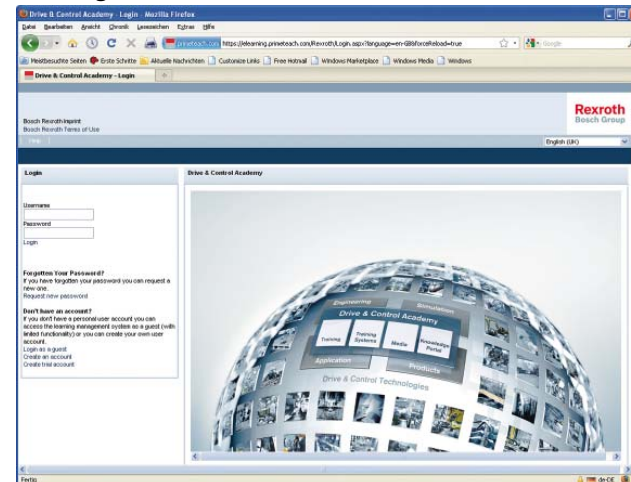 Drive & Control Academy - Login - Mozilla Firefox
Datei Bearbeiten Ansicht Chronik Lesezeichen Extras Hilfe
primeteach.com https://elearning.primeteach.com/Rexroth/Login.aspx?language=en-GB&forceReload=true
Google
Meistbesuchte Seiten Erste Schritte Aktuelle Nachrichten Customize Links Free Hotmail Windows Marketplace Windows Media Windows
Drive & Control Academy - Login
Rexroth
Bosch Group
Bosch Rexroth Imprint
Bosch Rexroth Terms of Use
Help
English (UK)
Login
Drive & Control Academy
Username
Password
Login
Forgotten Your Password?
If you have forgotten your password you can request a
new one.
Request new password
Don't have an account?
If you don't have a personal user account you can
access the learning management system as a guest (with
limited functionality) or you can create your own user
account.
Login as a guest
Create an account
Create trial account
Engineering
Simulation
Drive & Control Academy
Training
Training
Systems
Media
Knowledge
Portal
Application
Products
Drive & Control Technologies
Fertig
de-DE